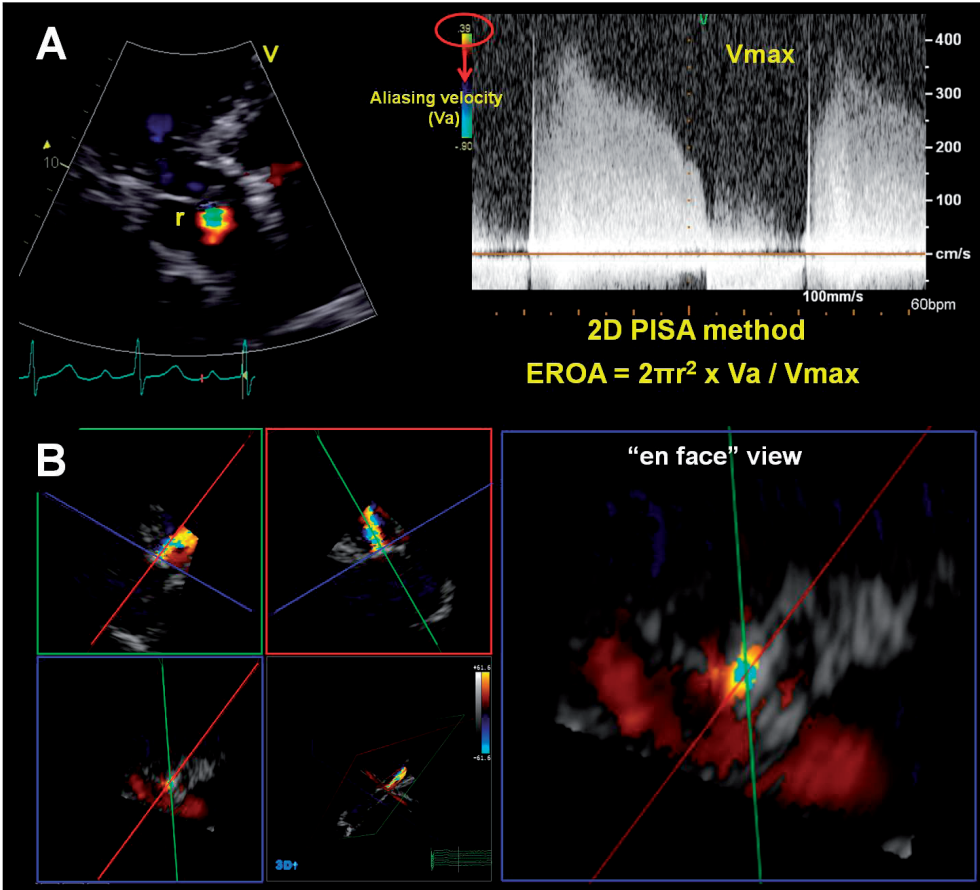 A
V
10
r
.39
Aliasing velocity
(Va)
-.90
V
Vmax
400
300
200
100
cm/s
100mm/s
60bpm
2D PISA method
EROA = 2πr² x Va / Vmax
B
"en face" view
+61.6
-61.6
3D↑